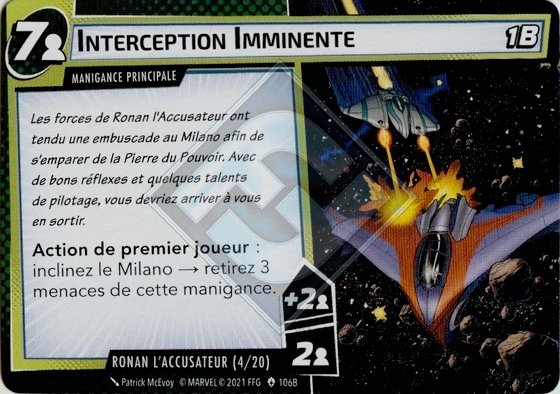 7
INTERCEPTION IMMINENTE
1B
MANIGANCE PRINCIPALE
Les forces de Ronan l'Accusateur ont
tendu une embuscade au Milano afin de
s'emparer de la Pierre du Pouvoir. Avec
de bons réflexes et quelques talents
de pilotage, vous devriez arriver à vous
en sortir.
Action de premier joueur :
inclinez le Milano → retirez 3
menaces de cette manigance.
+2
2
RONAN L'ACCUSATEUR (4/20)
Patrick McEvoy © MARVEL © 2021 FFG 106B